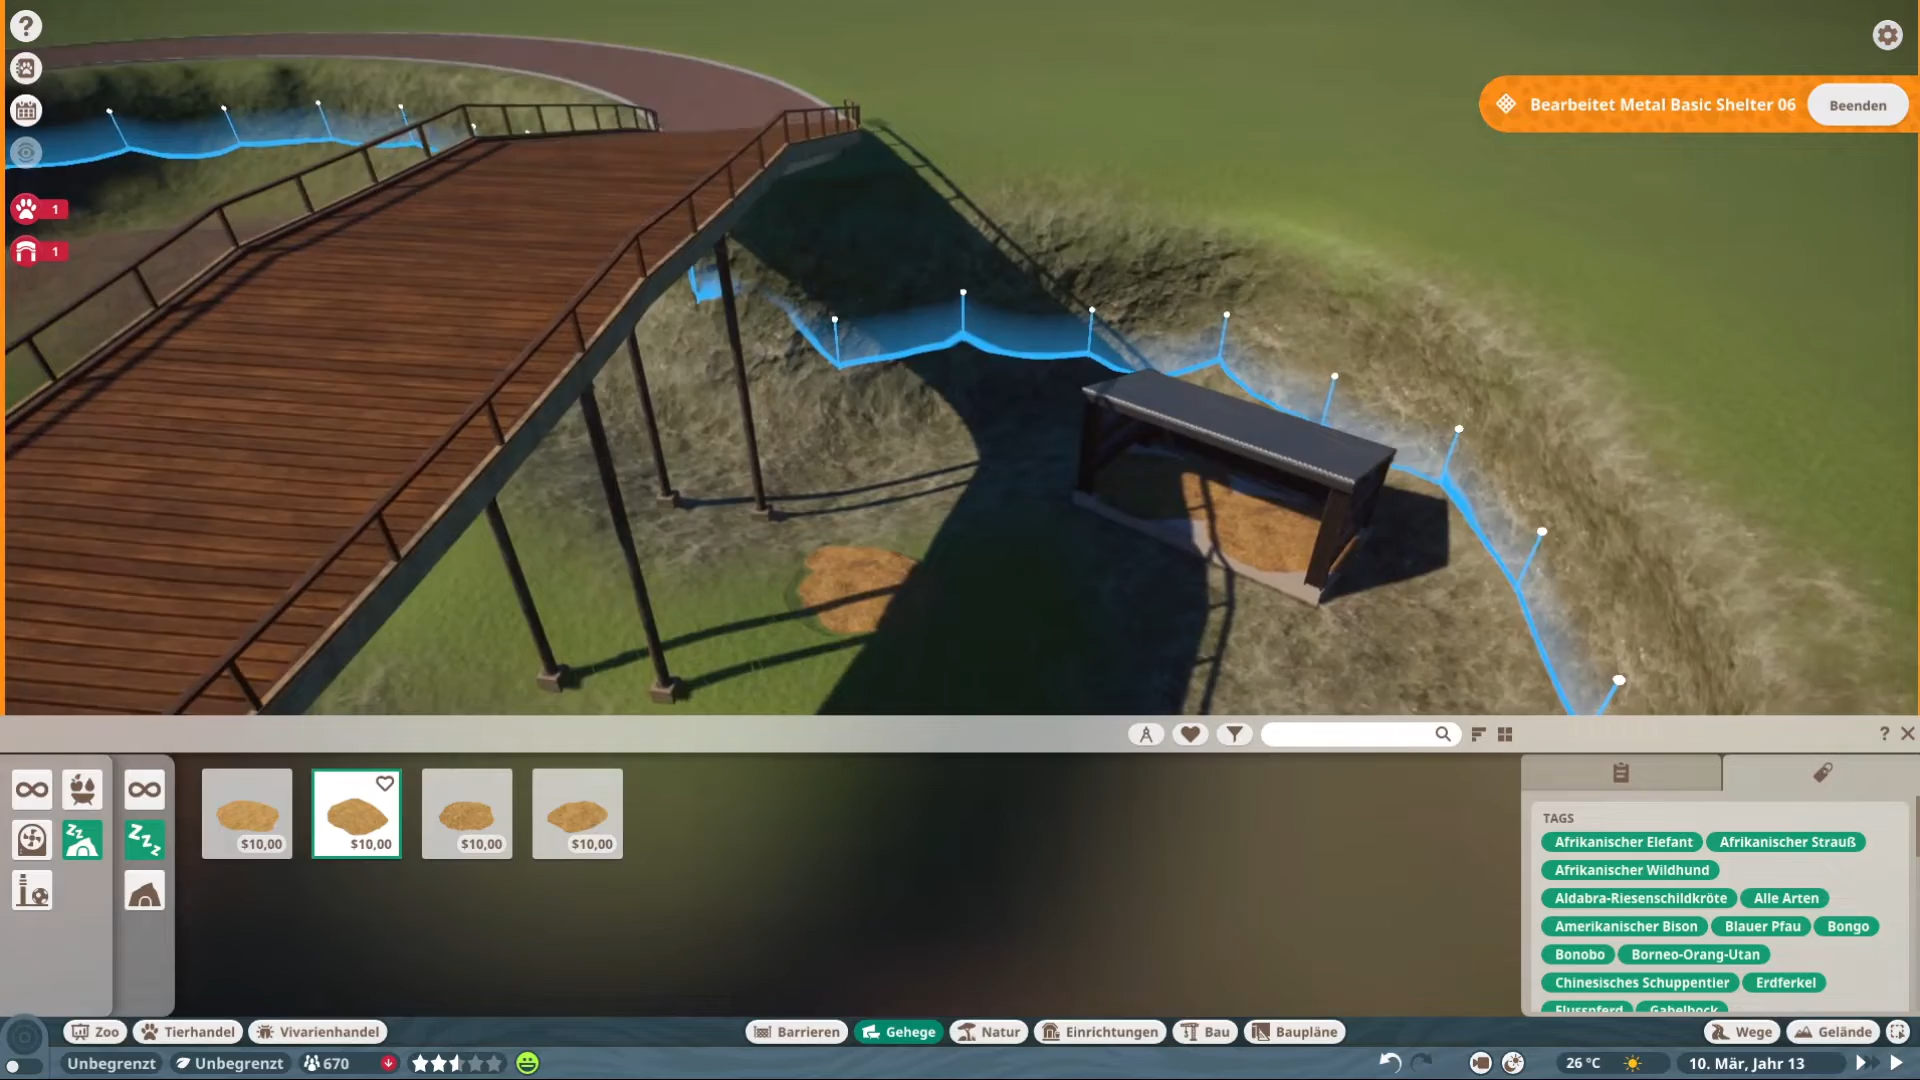 Bearbeitet Metal Basic Shelter 06
Beenden
1
1
$10,00
$10,00
$10,00
$10,00
TAGS
Afrikanischer Elefant
Afrikanischer Strauß
Afrikanischer Wildhund
Aldabra-Riesenschildkröte
Alle Arten
Amerikanischer Bison
Blauer Pfau
Bongo
Bonobo
Borneo-Orang-Utan
Chinesisches Schuppentier
Erdferkel
Flusspferd
Gabelbock
Zoo
Tierhandel
Vivarienhandel
Barrieren
Gehege
Natur
Einrichtungen
Bau
Baupläne
Wege
Gelände
Unbegrenzt
Unbegrenzt
670
26 °C
10. Mär, Jahr 13